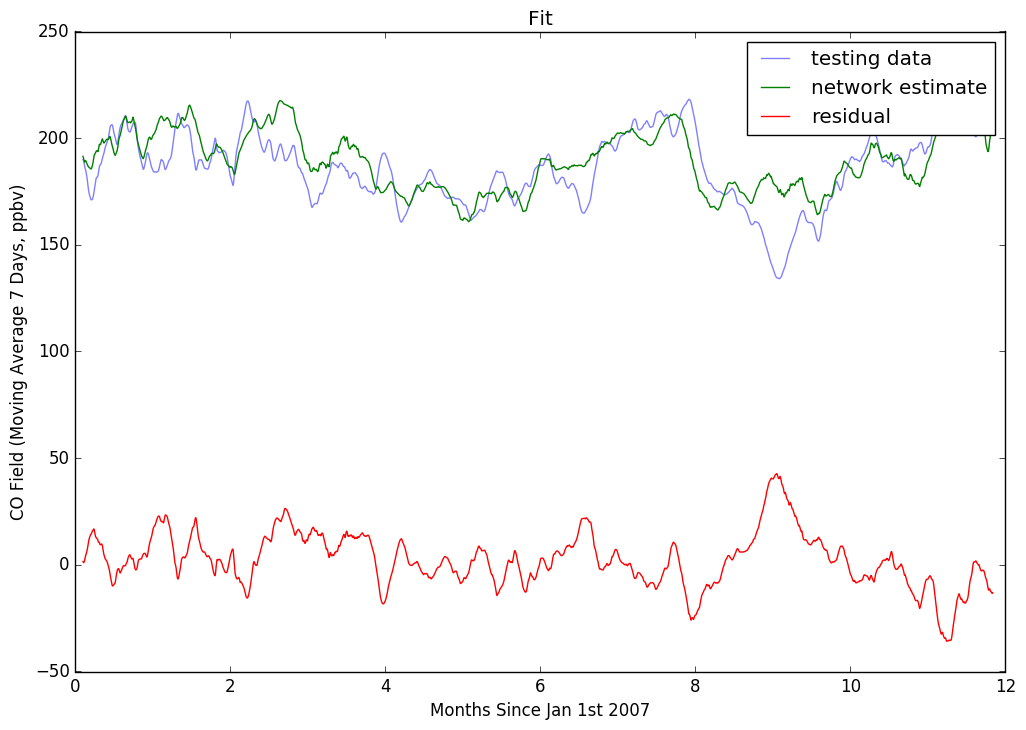 Fit
CO Field (Moving Average 7 Days, ppbv)
250
200
150
100
50
0
−50
testing data
network estimate
residual
0 2 4 6 8 10 12
Months Since Jan 1st 2007